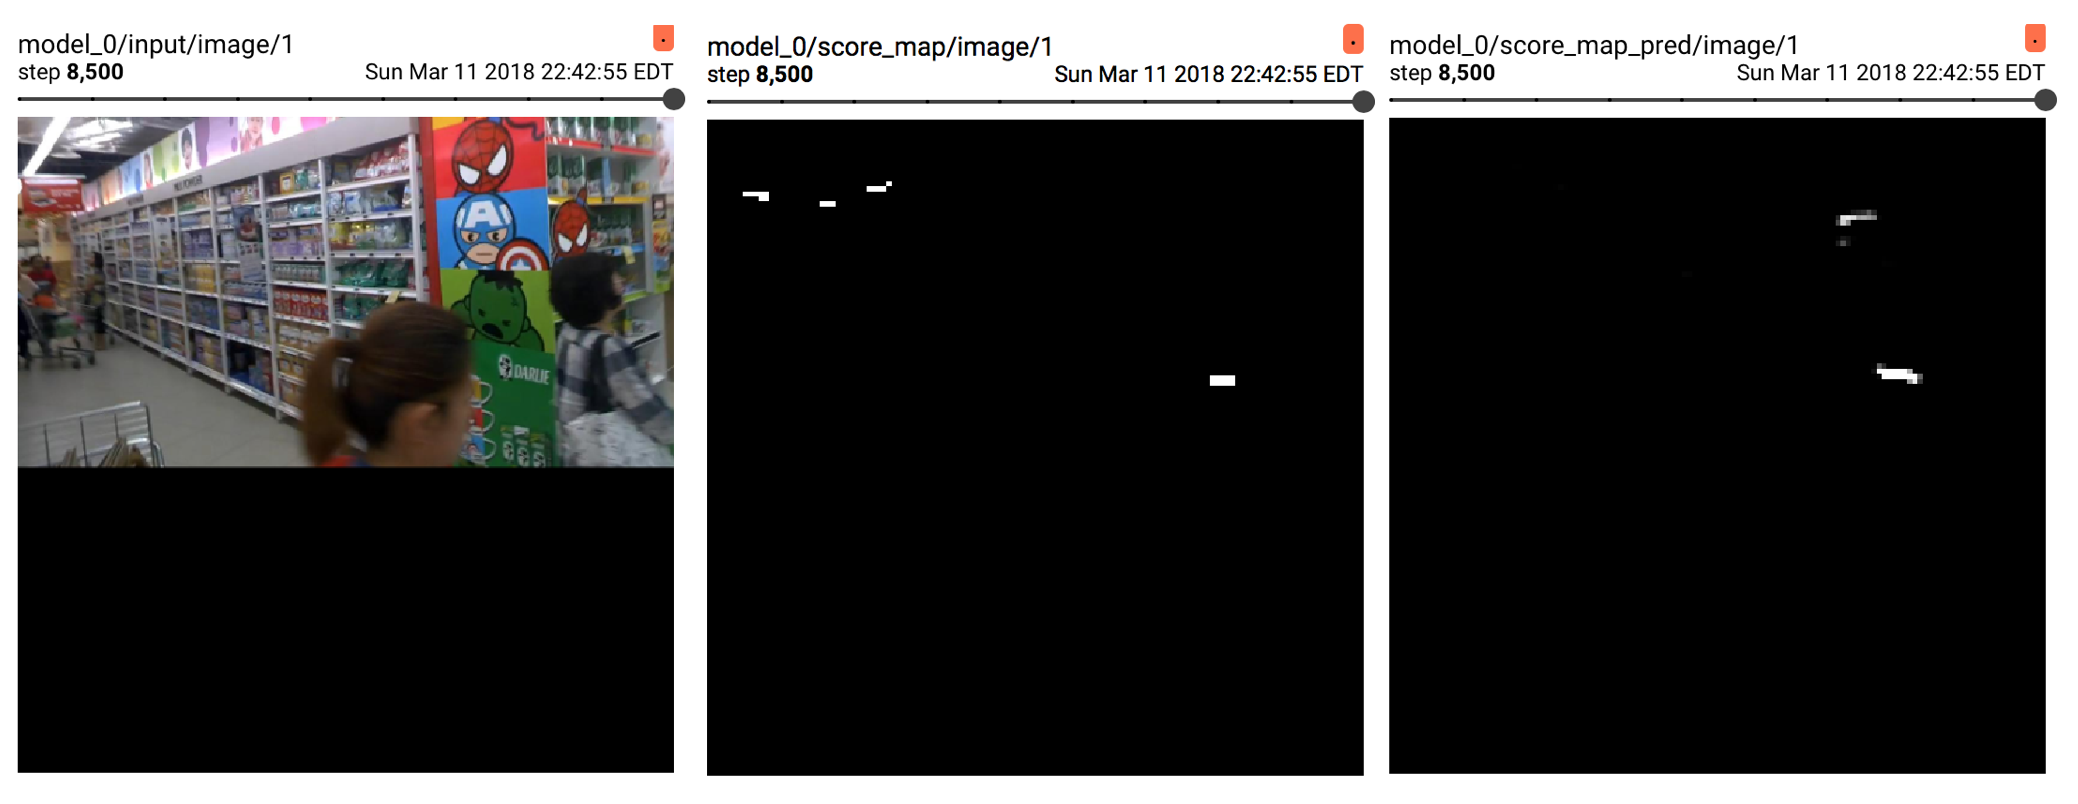 model_0/input/image/1
step 8,500 Sun Mar 11 2018 22:42:55 EDT
model_0/score_map/image/1
step 8,500 Sun Mar 11 2018 22:42:55 EDT
model_0/score_map_pred/image/1
step 8,500 Sun Mar 11 2018 22:42:55 EDT
A
DARLIE